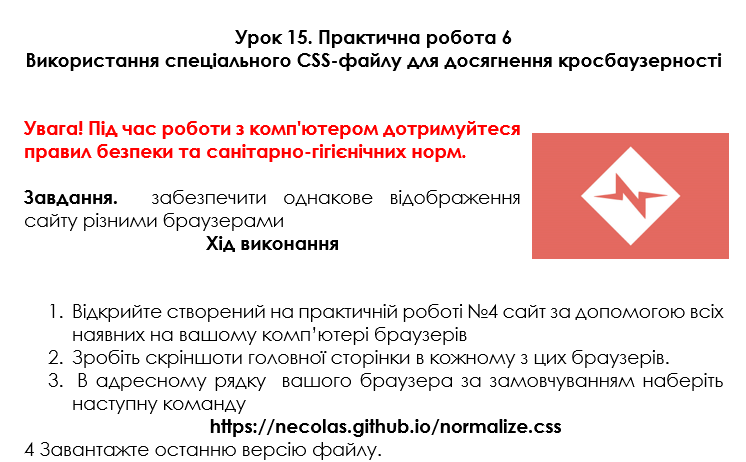 Урок 15. Практична робота 6
Використання спеціального CSS-файлу для досягнення кросбаузерності
Увага! Під час роботи з комп'ютером дотримуйтеся
правил безпеки та санітарно-гігієнічних норм.
Завдання. забезпечити однакове відображення
сайту різними браузерами
Хід виконання
1. Відкрийте створений на практичній роботі №4 сайт за допомогою всіх
наявних на вашому комп’ютері браузерів
2. Зробіть скріншоти головної сторінки в кожному з цих браузерів.
3. В адресному рядку вашого браузера за замовчуванням наберіть
наступну команду
https://necolas.github.io/normalize.css
4 Завантажте останню версію файлу.